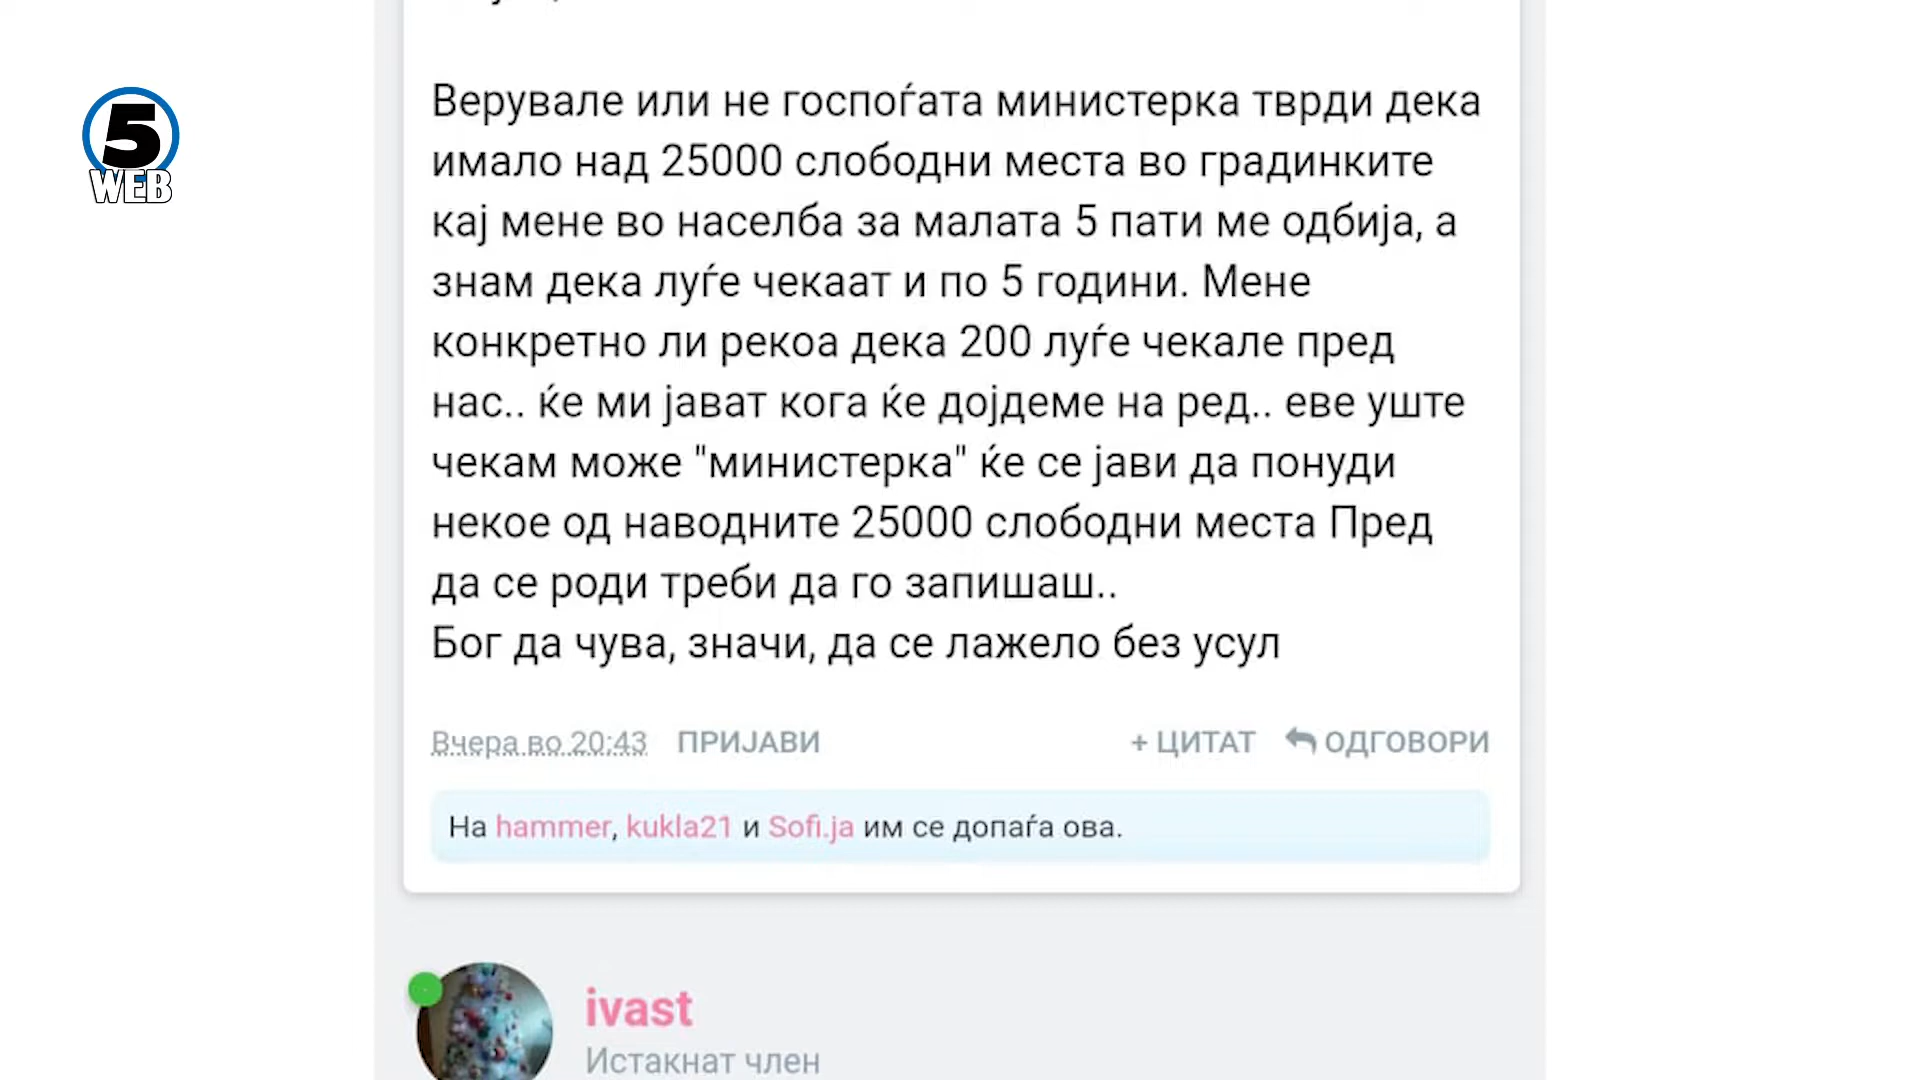 5
WEB
Верувале или не госпоѓата министерка тврди дека
имало над 25000 слободни места во градинките
кај мене во населба за малата 5 пати ме одбија, а
знам дека луѓе чекаат и по 5 години. Мене
конкретно ли рекоа дека 200 луѓе чекале пред
нас.. ќе ми јават кога ќе дојдеме на ред.. еве уште
чекам може "министерка" ќе се јави да понуди
некое од наводните 25000 слободни места Пред
да се роди треби да го запишаш..
Бог да чува, значи, да се лажело без усул
Вчера во 20:43 ПРИЈАВИ + ЦИТАТ ОДГОВОРИ
На hammer, kukla21 и Sofi.ja им се допаѓа ова.
ivast
Истакнат член